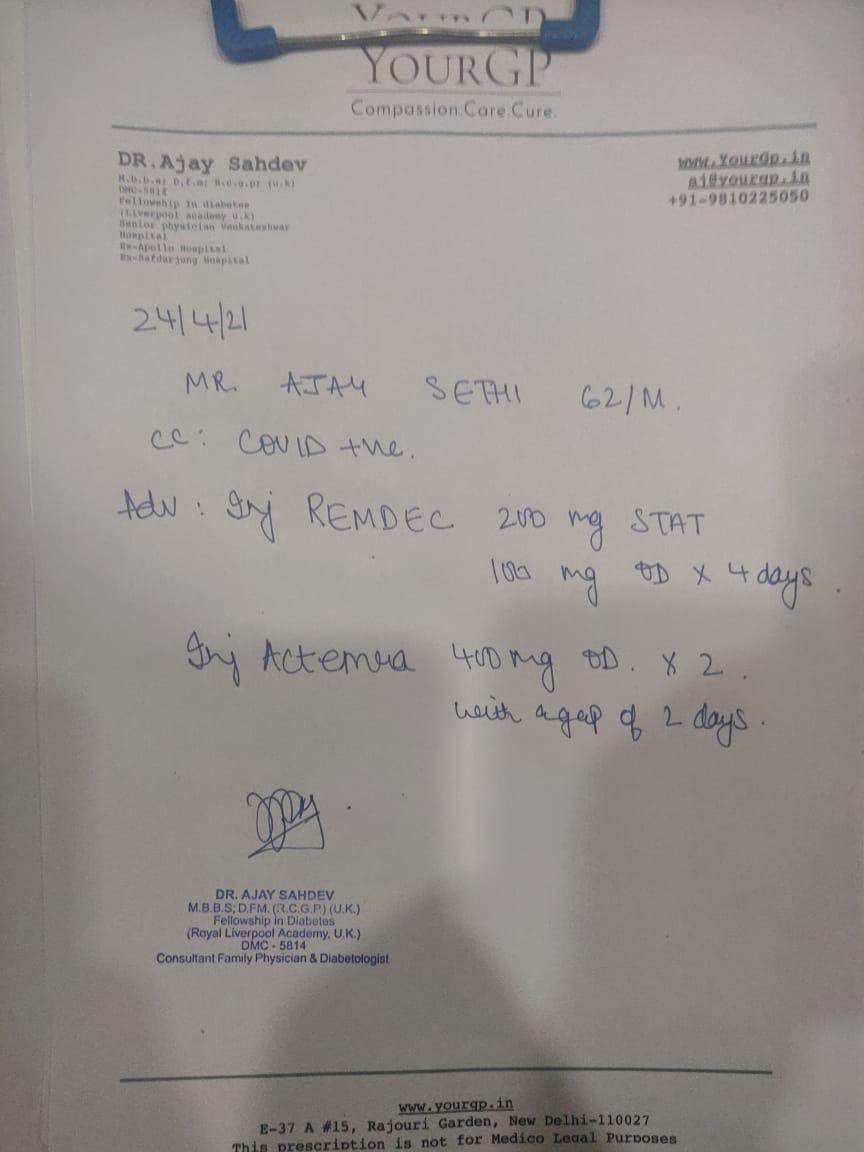 YOURGP
Compassion.Care.Cure.
DR.Ajay Sahdev
DMC-5814
Fellowship in diabetes
(Liverpool academy u.k)
Senior physician Venkateshwar
Hospital
Ex-Apollo Hospital
Ex-Safdarjung Hospital
www.YourGp.in
aj@yourgp.in
+91-9810225050
24/4/21
MR. AJAY SETHI 62/M.
CC: COVID +ve.
Adv: Inj REMDEC 200 mg STAT
100 mg OD x 4 days.
Inj Actemra 400 mg OD. x 2.
with a gap of 2 days.
DR. AJAY SAHDEV
M.B.B.S; D.FM. (R.C.G.P.) (U.K.)
Fellowship in Diabetes
(Royal Liverpool Academy, U.K.)
DMC - 5814
Consultant Family Physician & Diabetologist
www.yourgp.in
E-37 A #15, Rajouri Garden, New Delhi-110027
This prescription is not for Medico Legal Purposes